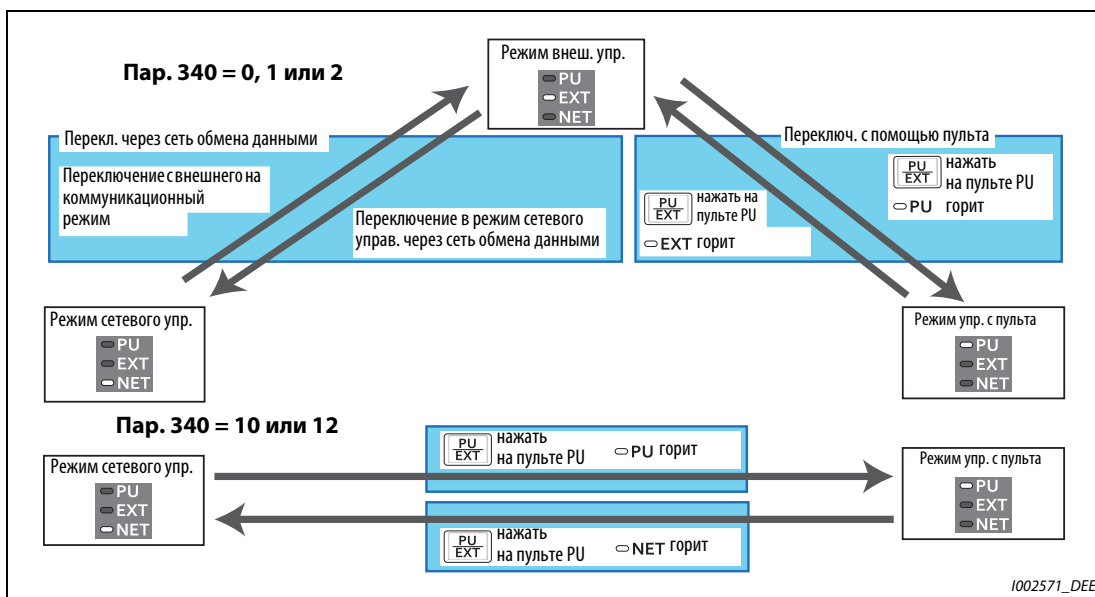 Пар. 340 = 0, 1 или 2
Режим внеш. упр.
PU
EXT
NET
Перекл. через сеть обмена данными
Переключение с внешнего на
коммуникационный
режим
Переключение в режим сетевого
управ. через сеть обмена данными
Переключ. с помощью пульта
PU
EXT
нажать
на пульте PU
PU горит
PU
EXT
нажать на
пульте PU
EXT горит
Режим сетевого упр.
PU
EXT
NET
Режим упр. с пульта
PU
EXT
NET
Пар. 340 = 10 или 12
Режим сетевого упр.
PU
EXT
NET
PU
EXT
нажать
на пульте PU
PU горит
PU
EXT
нажать
на пульте PU
NET горит
Режим упр. с пульта
PU
EXT
NET
I002571_DEE